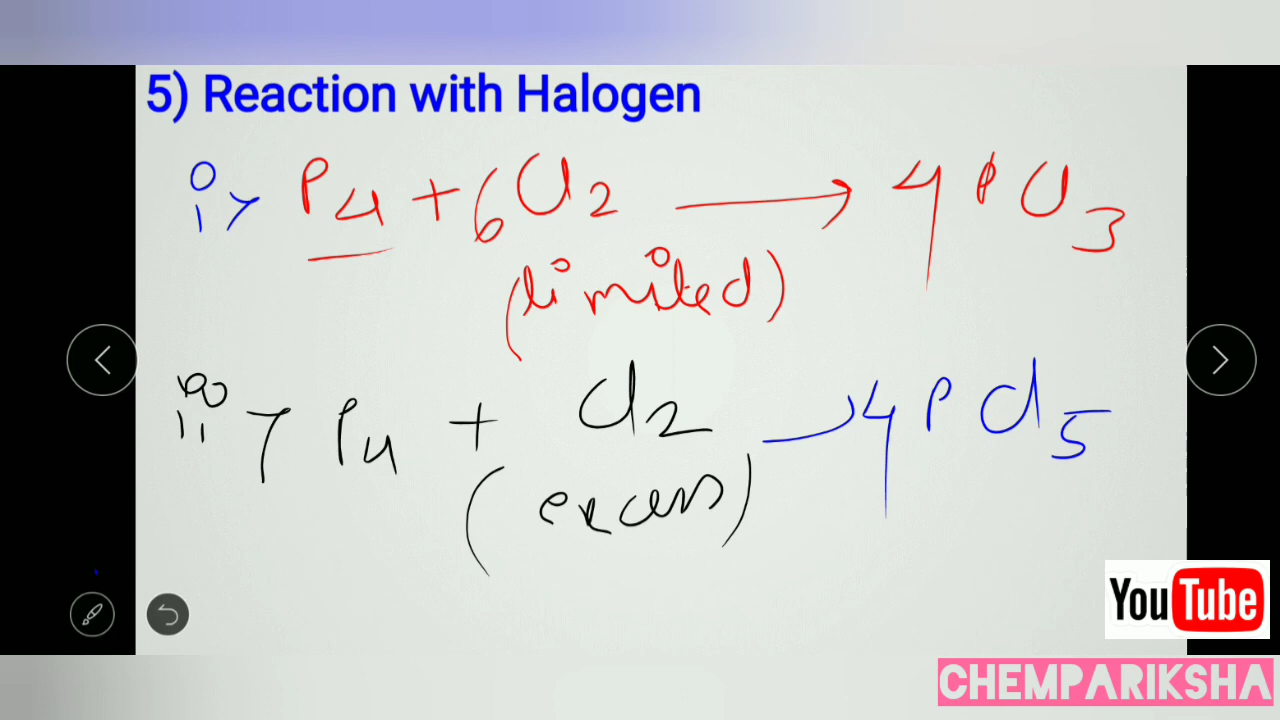 5) Reaction with Halogen
i> P4 + 6Cl2 → 4PCl3
(limited)
ii> P4 + Cl2 → 4PCl5
(excess)
YouTube
CHEMPARIKSHA